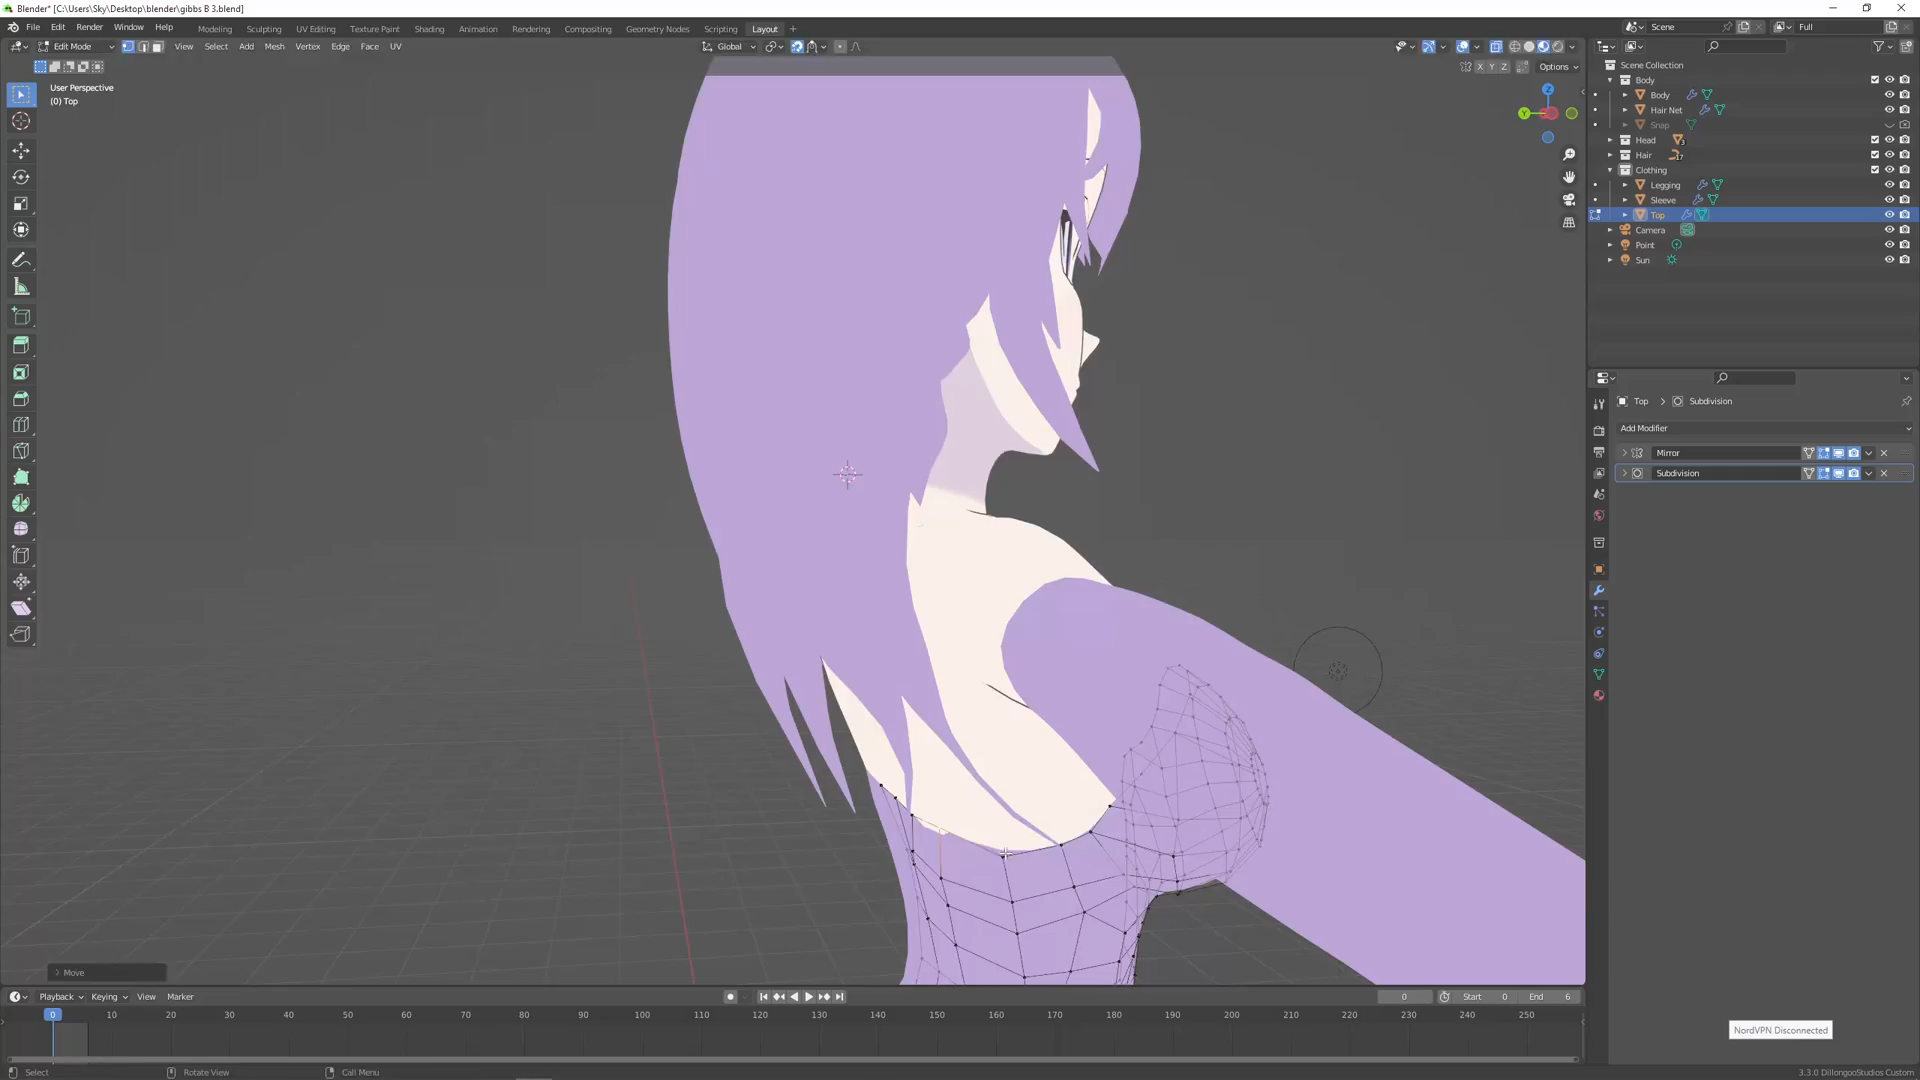 Blender* [C:\Users\Sky\Desktop\blender\gibbs B 3.blend]
File Edit Render Window Help
Modeling Sculpting UV Editing Texture Paint Shading Animation Rendering Compositing Geometry Nodes Scripting Layout +
Scene Full
Edit Mode View Select Add Mesh Vertex Edge Face UV
Global
X Y Z Options
User Perspective
(0) Top
Z
Y
Scene Collection
Body
Body
Hair Net
Snap
Head 3
Hair 17
Clothing
Legging
Sleeve
Top
Camera
Point
Sun
Top > Subdivision
Add Modifier
Mirror
Subdivision
Move
Playback Keying View Marker
0 Start 0 End 6
0 10 20 30 40 50 60 70 80 90 100 110 120 130 140 150 160 170 180 190 200 210 220 230 240 250
NordVPN Disconnected
Select Rotate View Call Menu
3.3.0 DillongooStudios Custom